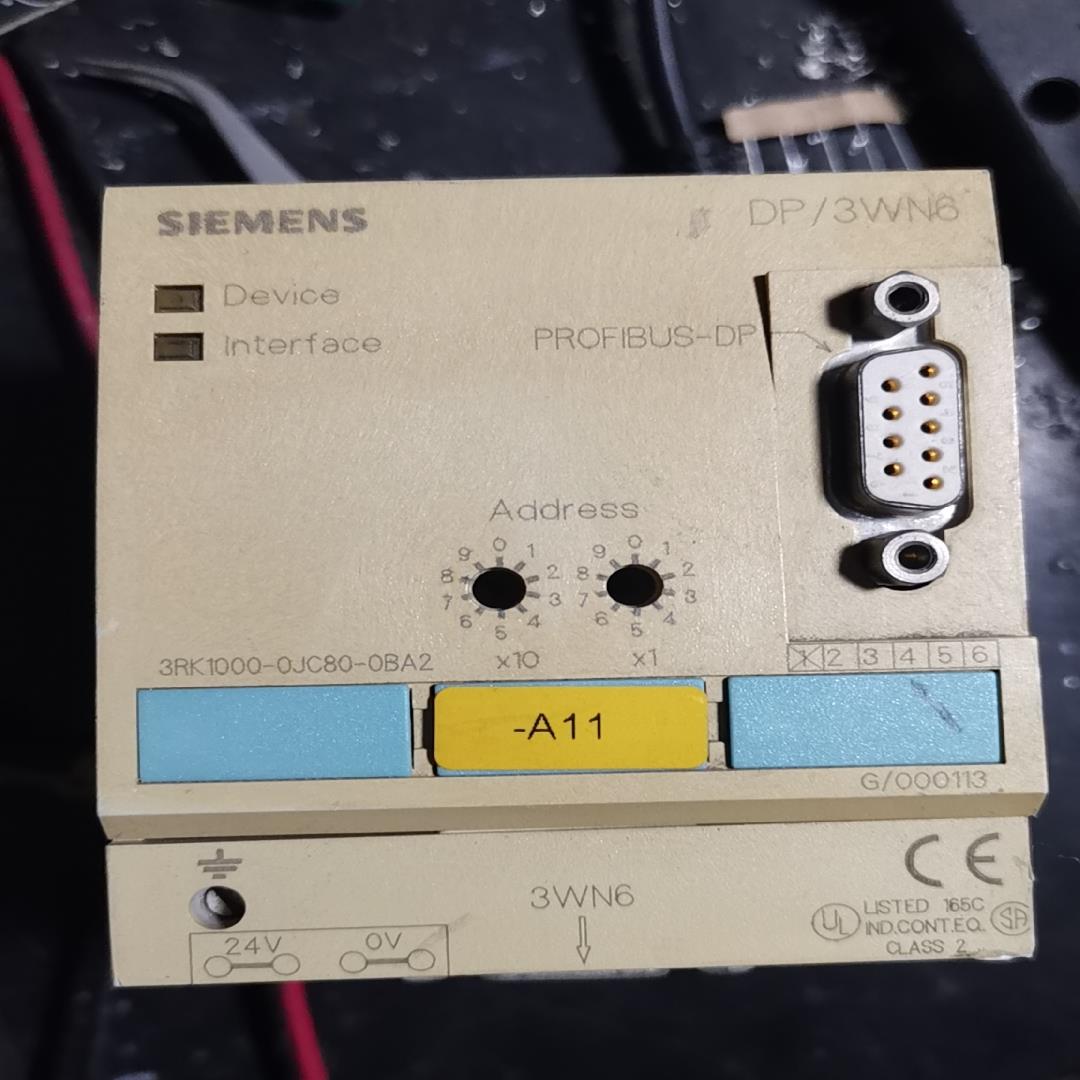 SIEMENS
DP/3WN6
Device
Interface
PROFIBUS-DP
Address
0 1 2 3 4 5 6 7 8 9
0 1 2 3 4 5 6 7 8 9
x10
x1
3RK1000-0JC80-0BA2
X 2 3 4 5 6
-A11
G/000113
3WN6
24V
0V
CE
UL
LISTED 165C
IND.CONT.EQ.
CLASS 2
SA